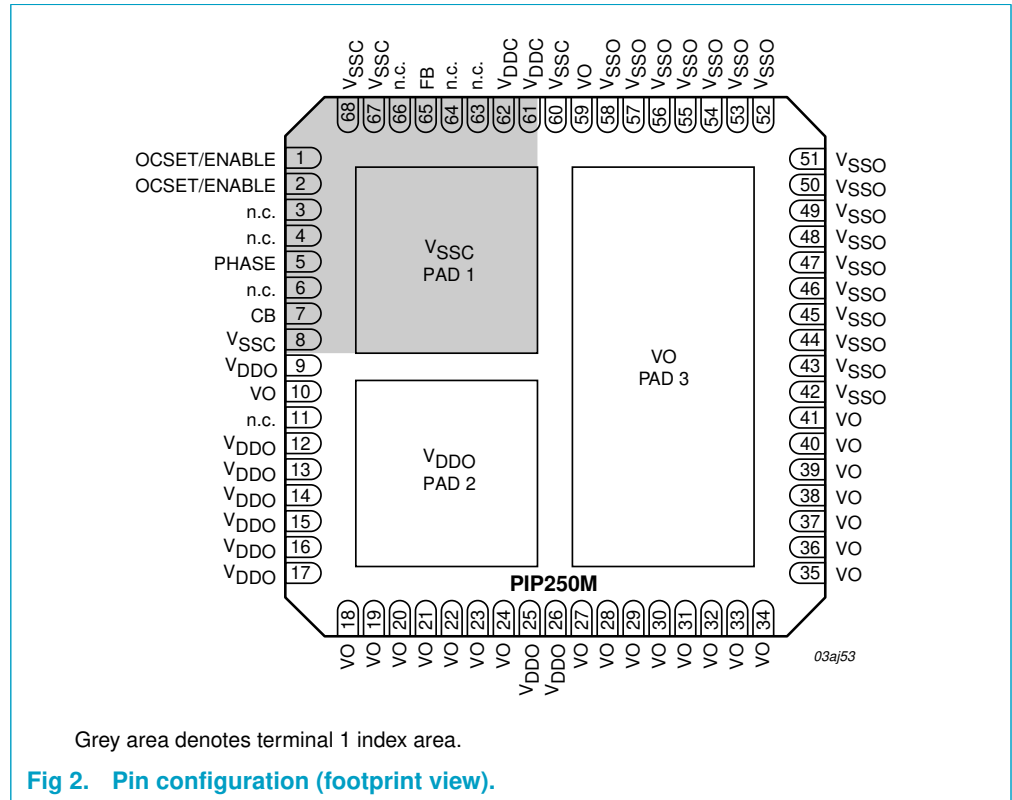 VSSC
VSSC
n.c.
FB
n.c.
n.c.
VDDC
VDDC
VSSC
VO
VSSO
VSSO
VSSO
VSSO
VSSO
VSSO
VSSO
68 67 66 65 64 63 62 61 60 59 58 57 56 55 54 53 52
OCSET/ENABLE 1
OCSET/ENABLE 2
n.c. 3
n.c. 4
PHASE 5
n.c. 6
CB 7
VSSC 8
VDDO 9
VO 10
n.c. 11
VDDO 12
VDDO 13
VDDO 14
VDDO 15
VDDO 16
VDDO 17
VSSC
PAD 1
VDDO
PAD 2
VO
PAD 3
PIP250M
51 VSSO
50 VSSO
49 VSSO
48 VSSO
47 VSSO
46 VSSO
45 VSSO
44 VSSO
43 VSSO
42 VSSO
41 VO
40 VO
39 VO
38 VO
37 VO
36 VO
35 VO
18 19 20 21 22 23 24 25 26 27 28 29 30 31 32 33 34
VO
VO
VO
VO
VO
VO
VO
VDDO
VDDO
VO
VO
VO
VO
VO
VO
VO
VO
03aj53
Grey area denotes terminal 1 index area.
Fig 2. Pin configuration (footprint view).